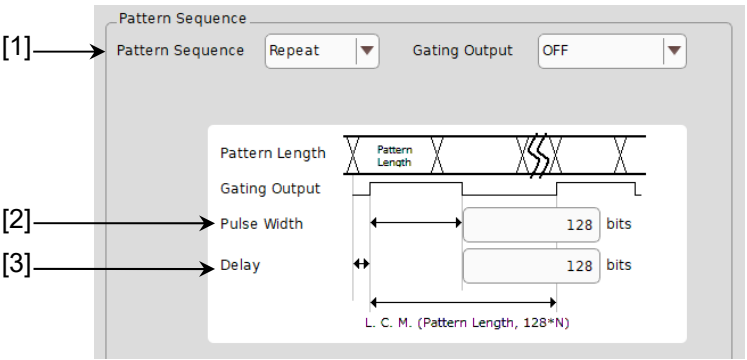 Pattern Sequence
[1] Pattern Sequence Repeat Gating Output OFF
Pattern Length Pattern
Length
Gating Output
[2] Pulse Width 128 bits
[3] Delay 128 bits
L. C. M. (Pattern Length, 128*N)